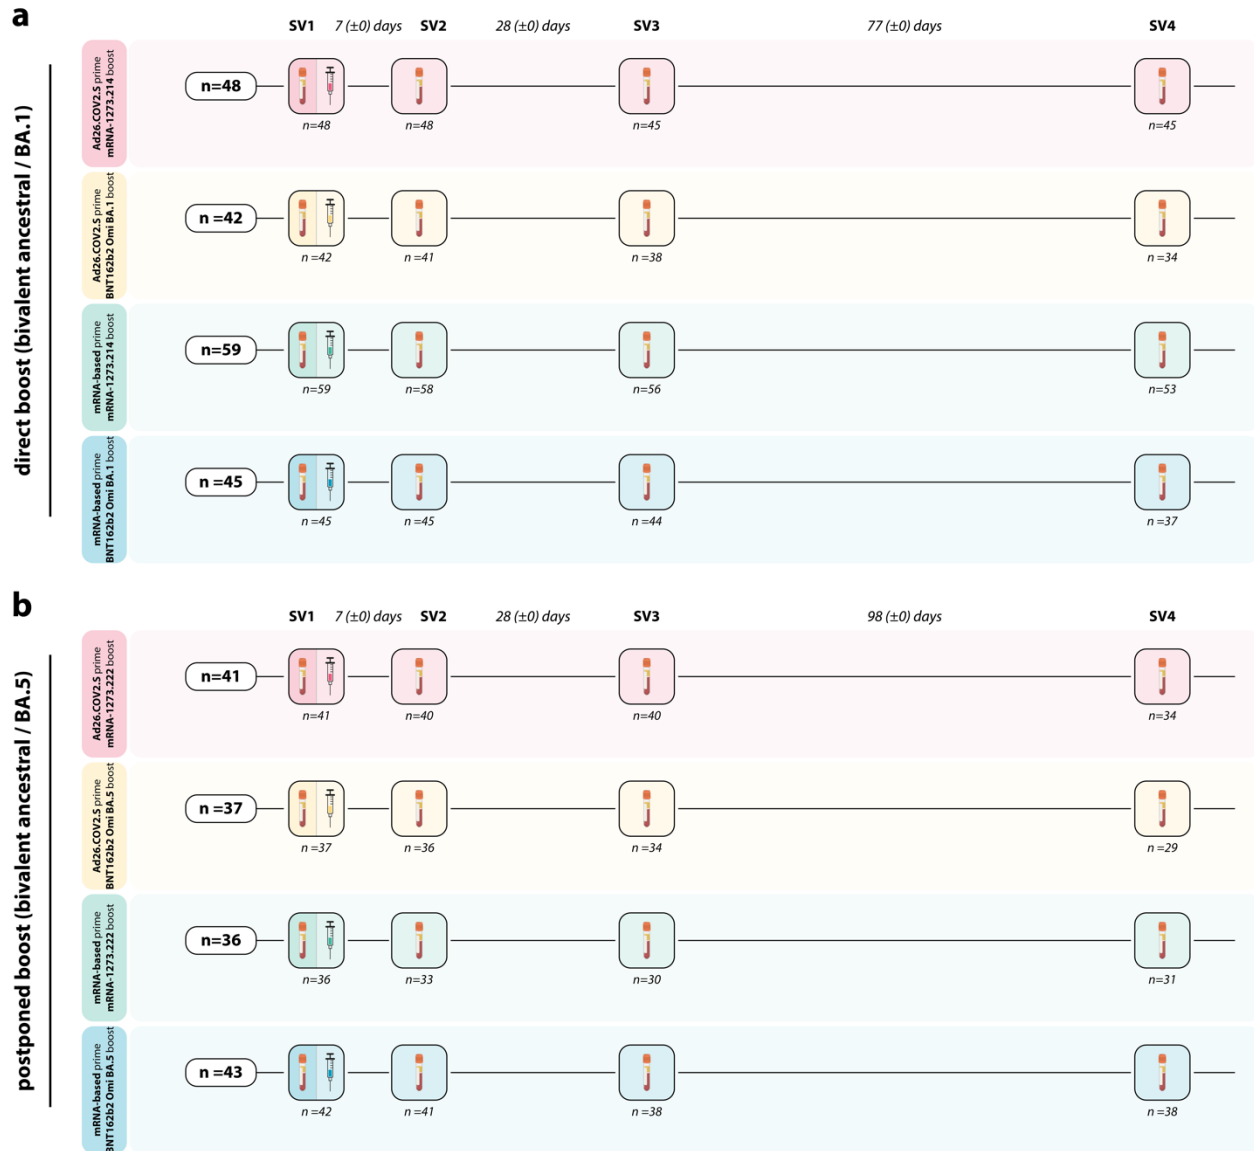 a
SV1 7 (±0) days SV2 28 (±0) days SV3 77 (±0) days SV4
direct boost (bivalent ancestral / BA.1)
Ad26.COV2.S prime
mRNA-1273.214 boost
n=48
n=48 n=48 n=45 n=45
Ad26.COV2.S prime
BNT162b2 Omi BA.1 boost
n =42
n =42 n =41 n =38 n =34
mRNA-based prime
mRNA-1273.214 boost
n=59
n=59 n=58 n=56 n=53
mRNA-based prime
BNT162b2 Omi BA.1 boost
n =45
n =45 n =45 n =44 n =37
b
SV1 7 (±0) days SV2 28 (±0) days SV3 98 (±0) days SV4
postponed boost (bivalent ancestral / BA.5)
Ad26.COV2.S prime
mRNA-1273.222 boost
n=41
n=41 n=40 n=40 n=34
Ad26.COV2.S prime
BNT162b2 Omi BA.5 boost
n =37
n =37 n =36 n =34 n =29
mRNA-based prime
mRNA-1273.222 boost
n=36
n=36 n=33 n=30 n=31
mRNA-based prime
BNT162b2 Omi BA.5 boost
n =43
n =42 n =41 n =38 n =38